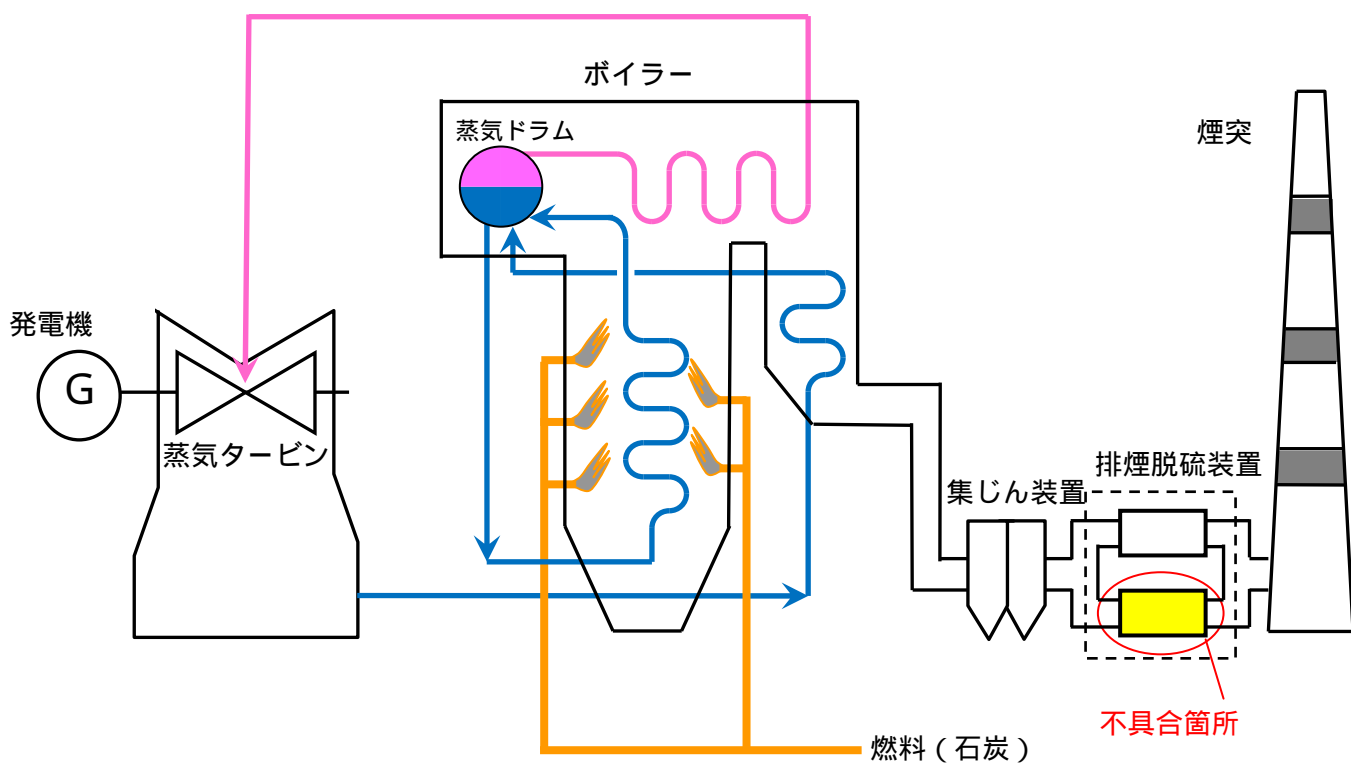 ボイラー
蒸気ドラム
煙突
発電機
G
蒸気タービン
排煙脱硫装置
集じん装置
不具合箇所
燃料（石炭）